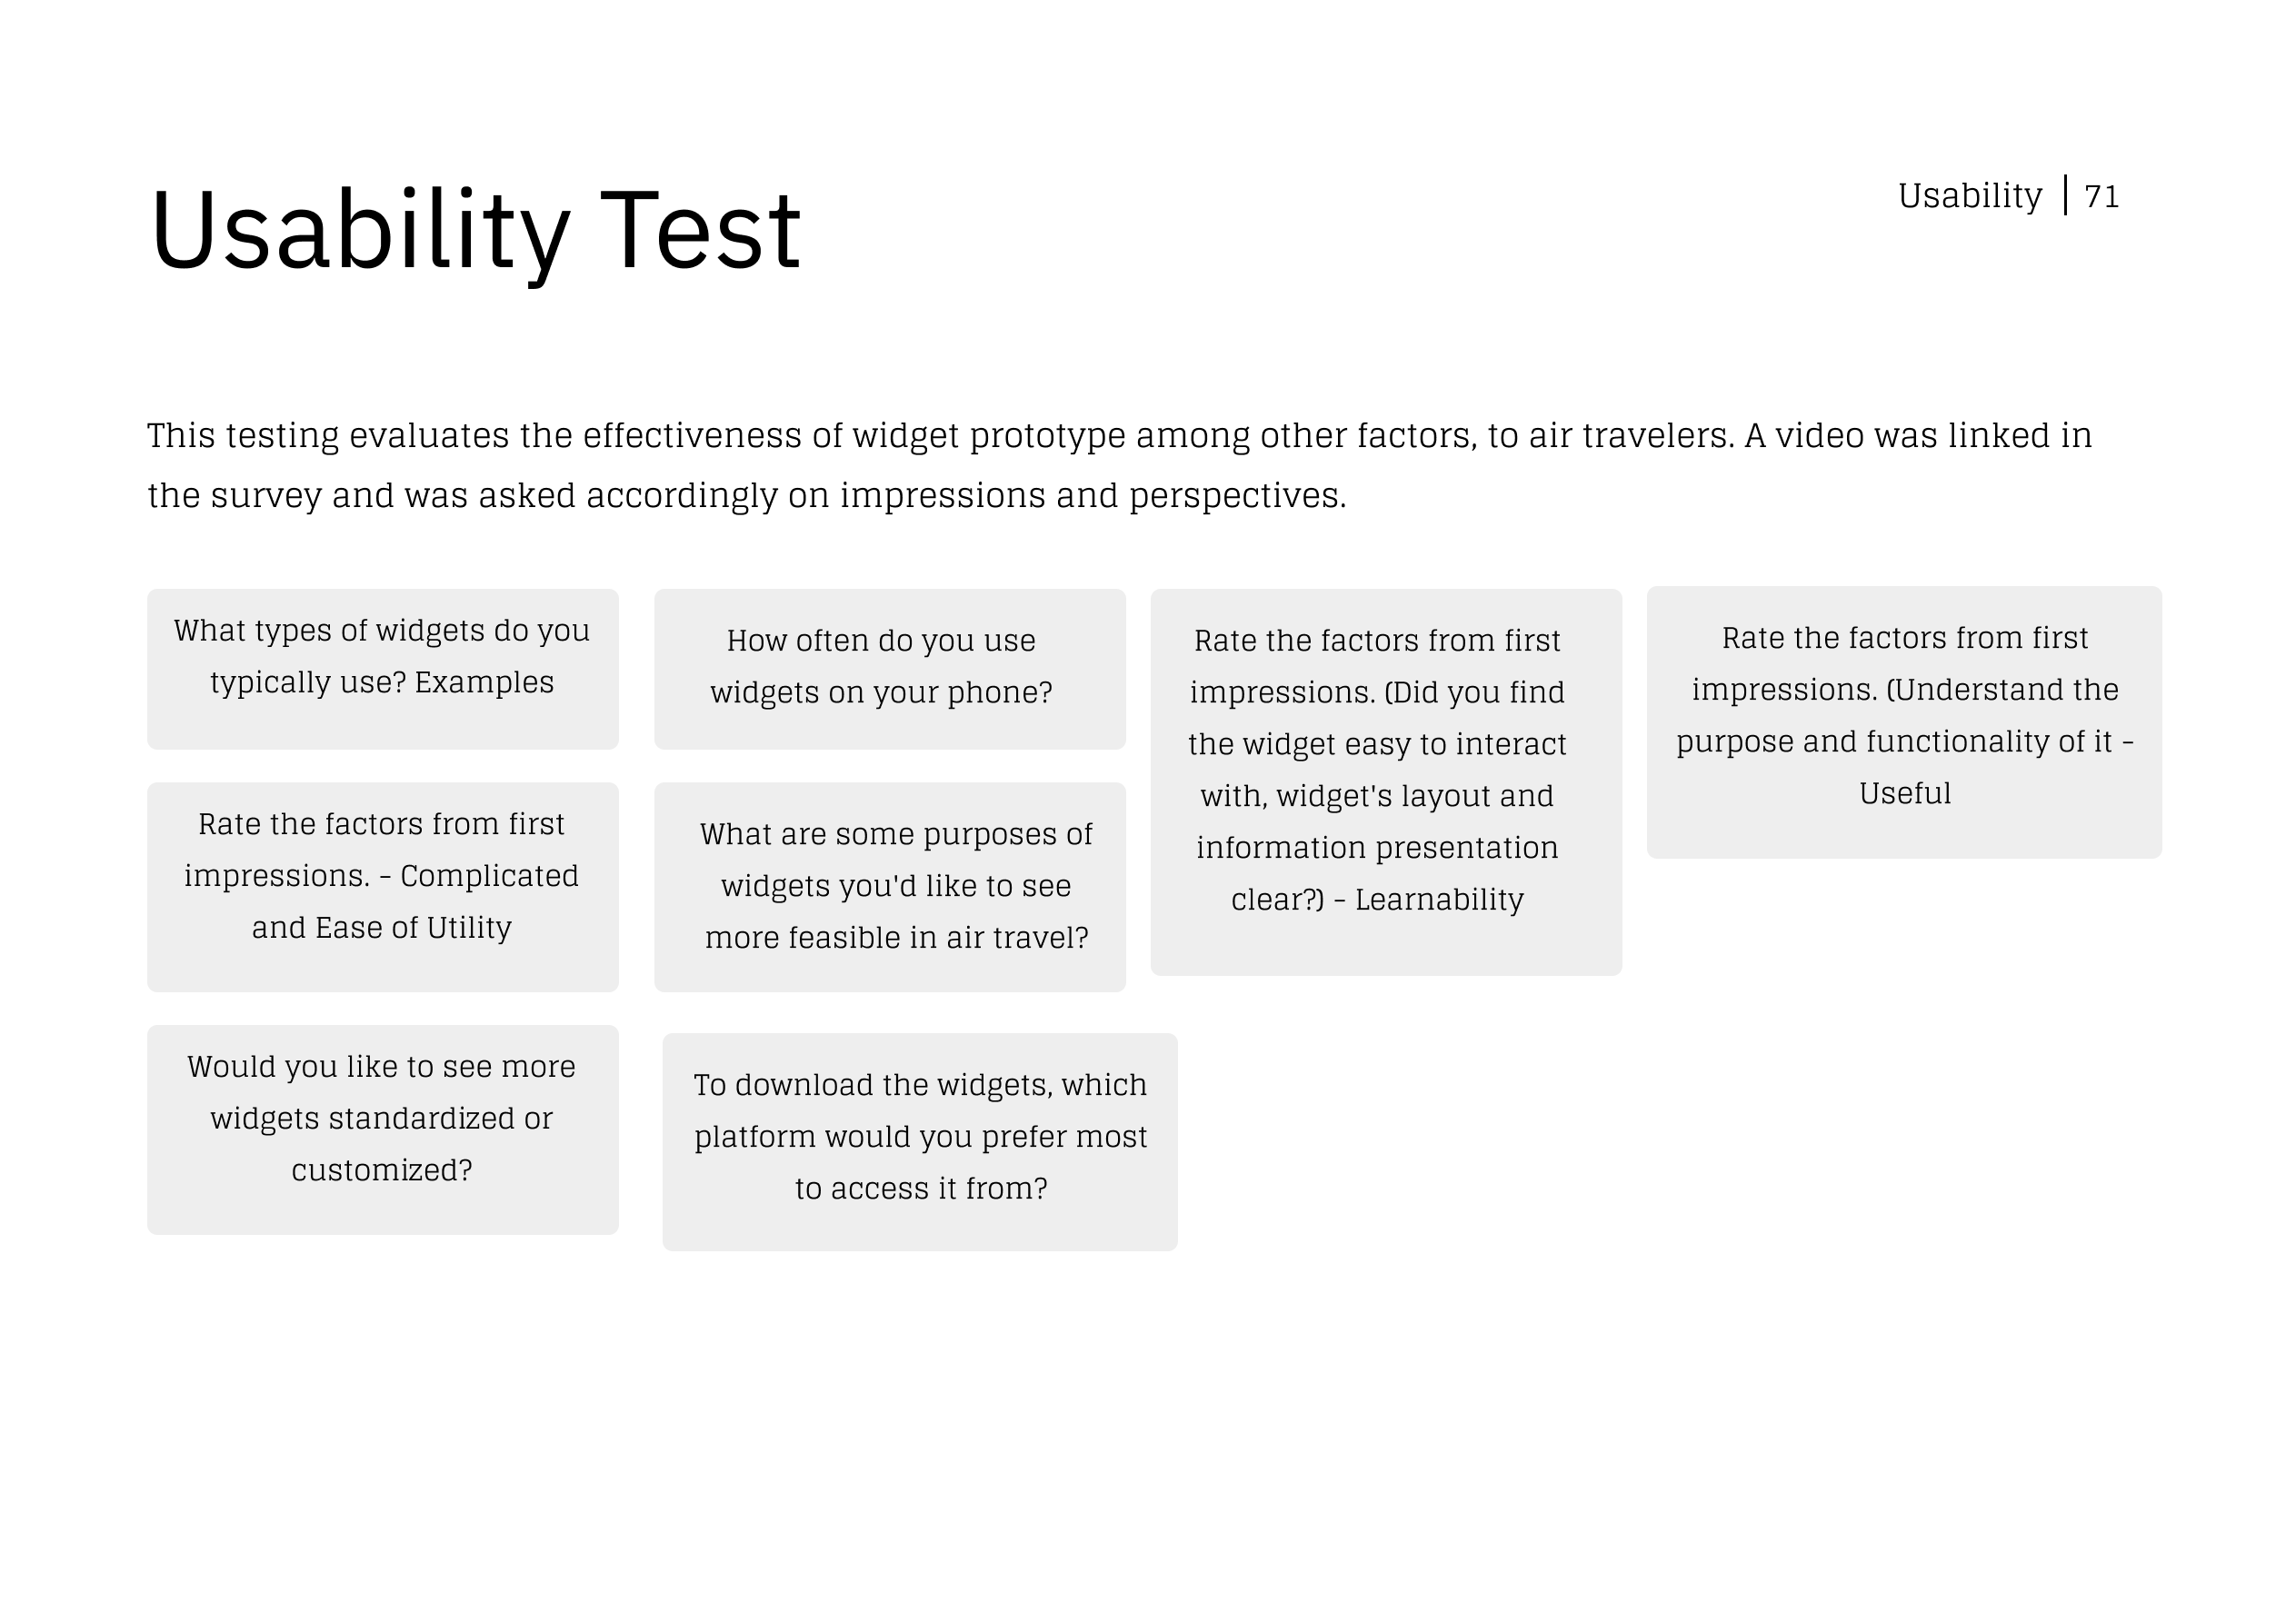 Usability Test
Usability | 71
This testing evaluates the effectiveness of widget prototype among other factors, to air travelers. A video was linked in
the survey and was asked accordingly on impressions and perspectives.
What types of widgets do you
typically use? Examples
How often do you use
widgets on your phone?
Rate the factors from first
impressions. (Did you find
the widget easy to interact
with, widget's layout and
information presentation
clear?) - Learnability
Rate the factors from first
impressions. (Understand the
purpose and functionality of it -
Useful
Rate the factors from first
impressions. - Complicated
and Ease of Utility
What are some purposes of
widgets you'd like to see
more feasible in air travel?
Would you like to see more
widgets standardized or
customized?
To download the widgets, which
platform would you prefer most
to access it from?